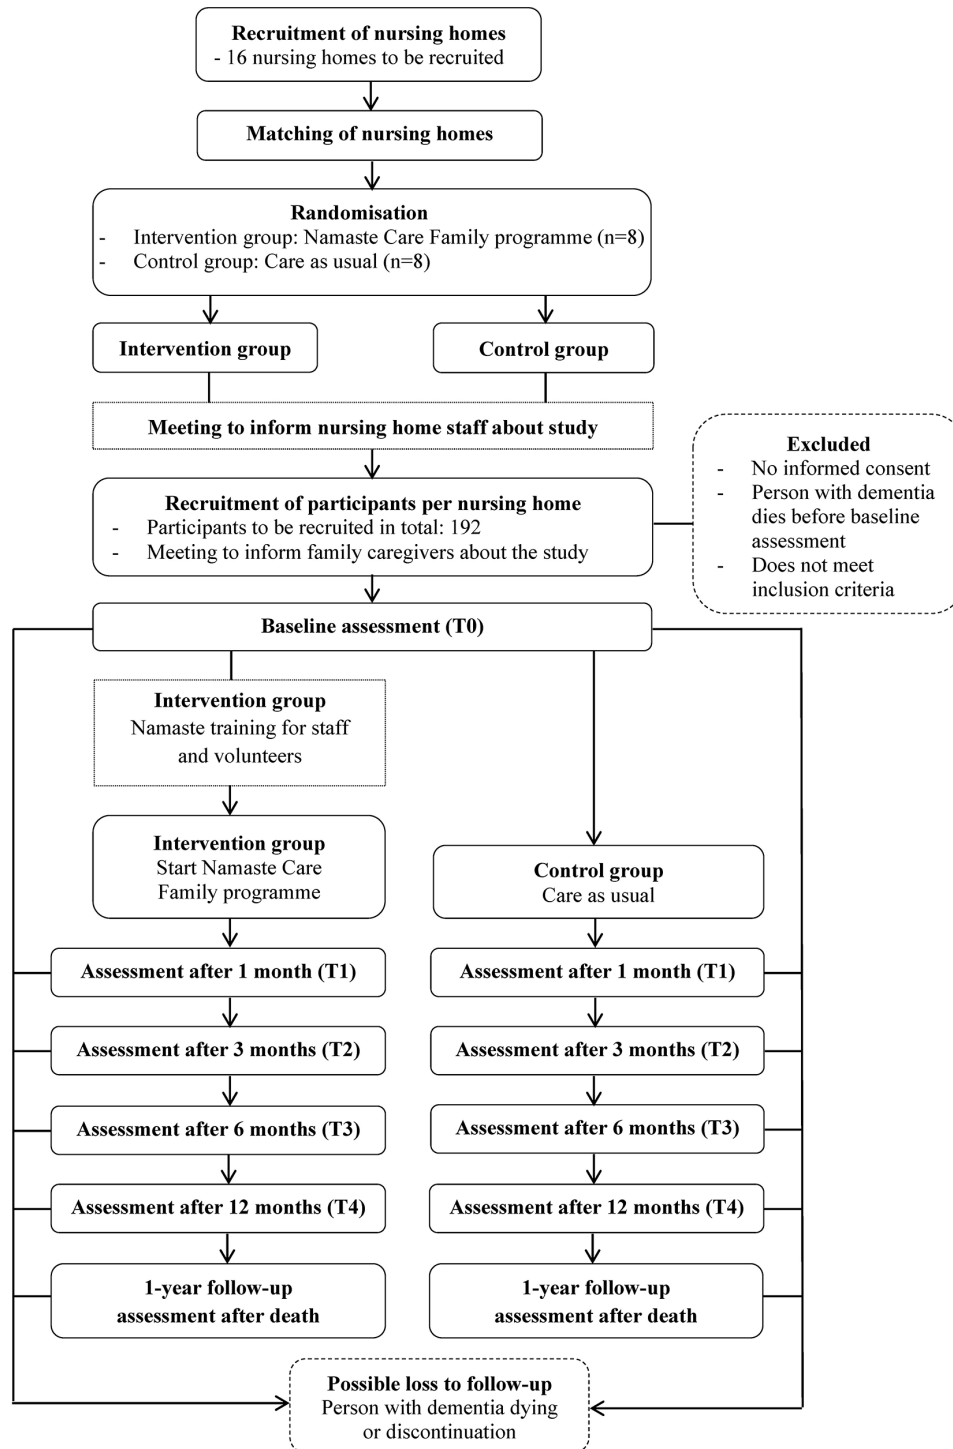 Recruitment of nursing homes
- 16 nursing homes to be recruited
Matching of nursing homes
Randomisation
- Intervention group: Namaste Care Family programme (n=8)
- Control group: Care as usual (n=8)
Intervention group
Control group
Meeting to inform nursing home staff about study
Recruitment of participants per nursing home
- Participants to be recruited in total: 192
- Meeting to inform family caregivers about the study
Excluded
- No informed consent
- Person with dementia
dies before baseline
assessment
- Does not meet
inclusion criteria
Baseline assessment (T0)
Intervention group
Namaste training for staff
and volunteers
Intervention group
Start Namaste Care
Family programme
Control group
Care as usual
Assessment after 1 month (T1)
Assessment after 1 month (T1)
Assessment after 3 months (T2)
Assessment after 3 months (T2)
Assessment after 6 months (T3)
Assessment after 6 months (T3)
Assessment after 12 months (T4)
Assessment after 12 months (T4)
1-year follow-up
assessment after death
1-year follow-up
assessment after death
Possible loss to follow-up
Person with dementia dying
or discontinuation